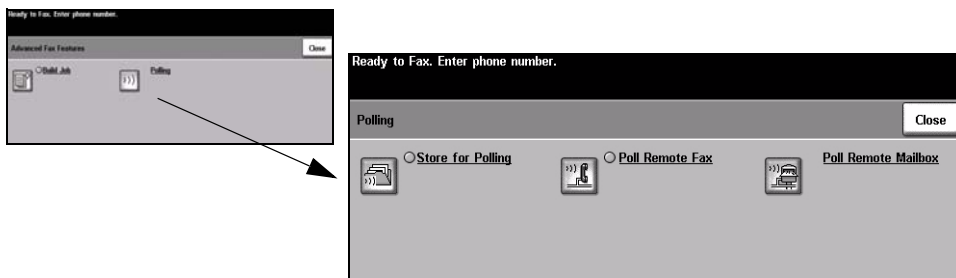 Ready to Fax. Enter phone number.
Advanced Fax Features
Close
Build Job
Polling
Ready to Fax. Enter phone number.
Polling
Close
Store for Polling
Poll Remote Fax
Poll Remote Mailbox